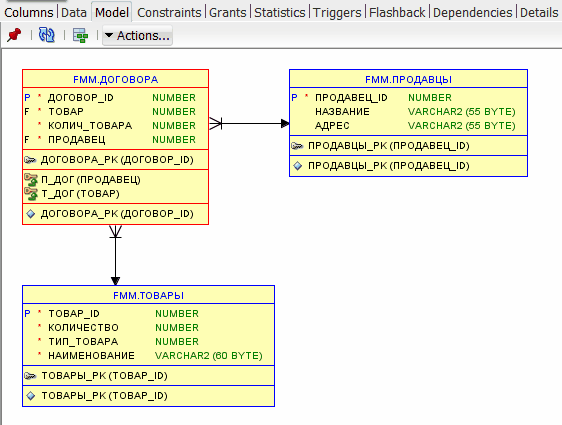 Columns Data Model Constraints Grants Statistics Triggers Flashback Dependencies Details
Actions...
FMM.ДОГОВОРА
P * ДОГОВОР_ID NUMBER
F * ТОВАР NUMBER
* КОЛИЧ_ТОВАРА NUMBER
F * ПРОДАВЕЦ NUMBER
ДОГОВОРА_PK (ДОГОВОР_ID)
П_ДОГ (ПРОДАВЕЦ)
Т_ДОГ (ТОВАР)
ДОГОВОРА_PK (ДОГОВОР_ID)
FMM.ПРОДАВЦЫ
P * ПРОДАВЕЦ_ID NUMBER
НАЗВАНИЕ VARCHAR2 (55 BYTE)
АДРЕС VARCHAR2 (55 BYTE)
ПРОДАВЦЫ_PK (ПРОДАВЕЦ_ID)
ПРОДАВЦЫ_PK (ПРОДАВЕЦ_ID)
FMM.ТОВАРЫ
P * ТОВАР_ID NUMBER
* КОЛИЧЕСТВО NUMBER
* ТИП_ТОВАРА NUMBER
* НАИМЕНОВАНИЕ VARCHAR2 (60 BYTE)
ТОВАРЫ_PK (ТОВАР_ID)
ТОВАРЫ_PK (ТОВАР_ID)